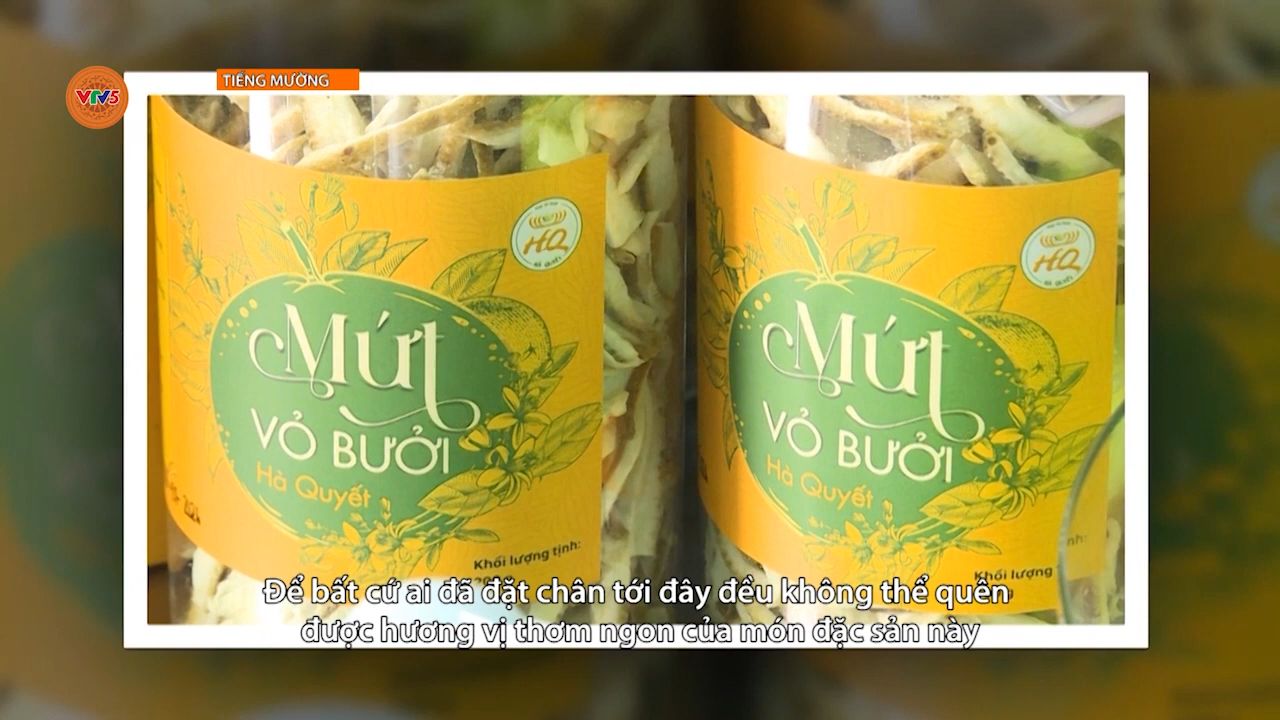 TIẾNG MƯỜNG
VTV5
HQ
HQ
Mứt
VỎ BƯỞI
Hà Quyết
Khối lượng tịnh:
Mứt
VỎ BƯỞI
Hà Quyết
Khối lượng
Để bất cứ ai đã đặt chân tới đây đều không thể quên
được hương vị thơm ngon của món đặc sản này